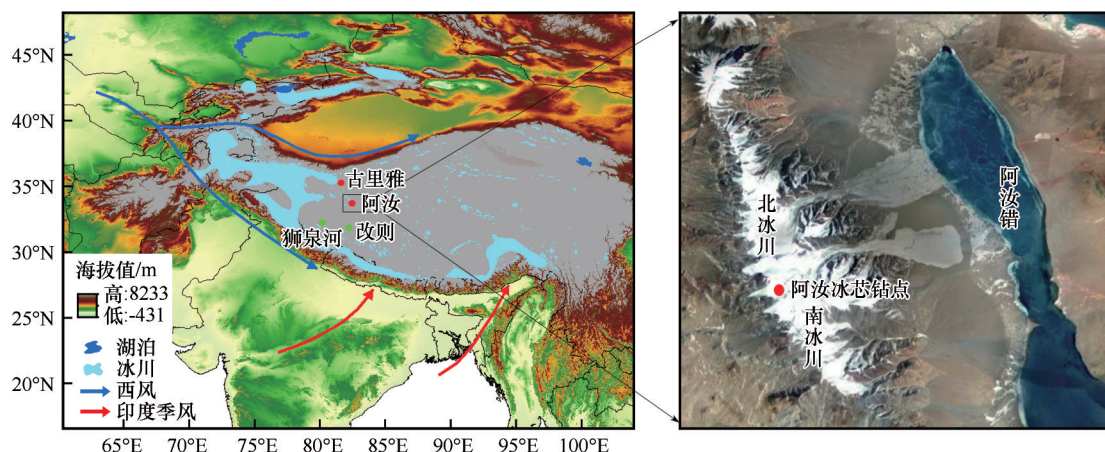 45°N
40°N
35°N
30°N
25°N
20°N
古里雅
阿汝
改则
狮泉河
海拔值/m
高:8233
低:-431
湖泊
冰川
西风
印度季风
65°E 70°E 75°E 80°E 85°E 90°E 95°E 100°E
北冰川
阿汝错
阿汝冰芯钻点
南冰川